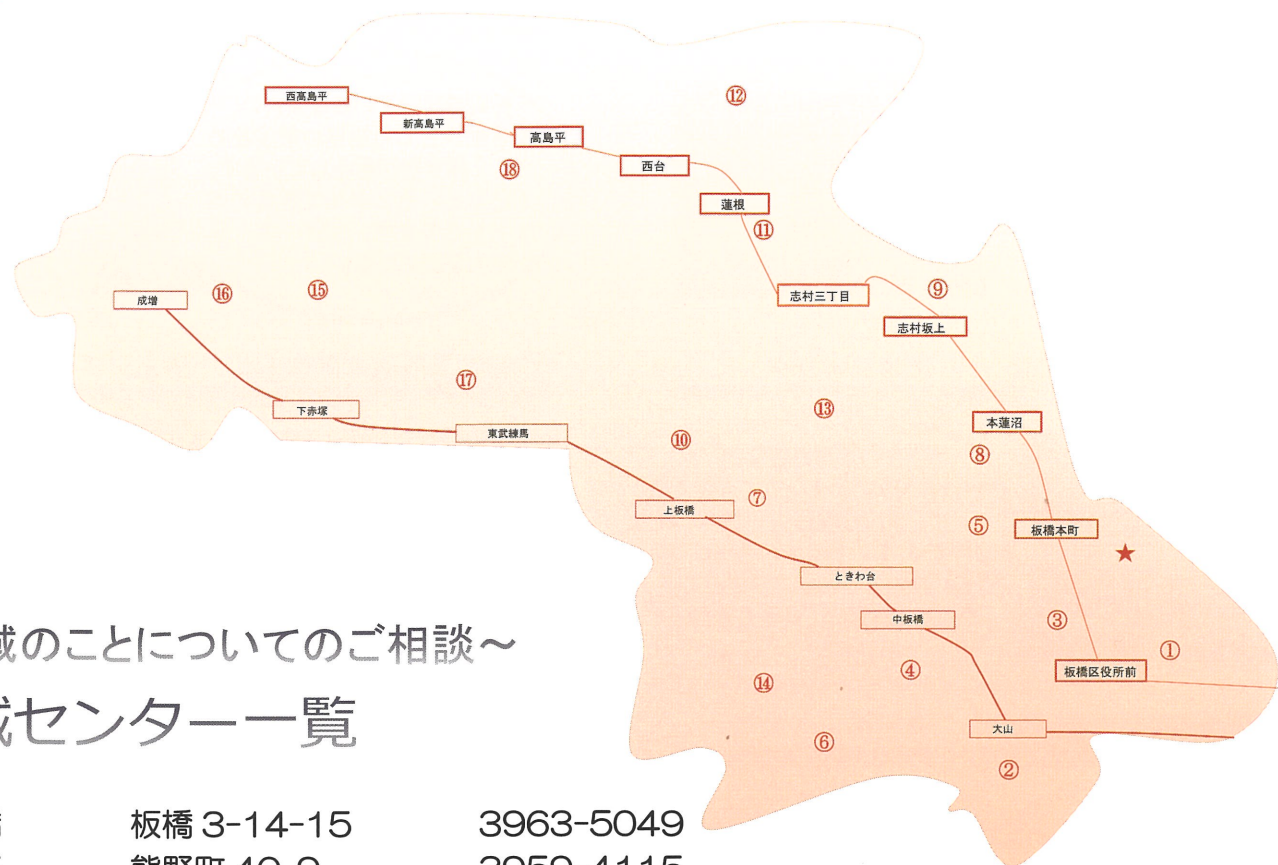 ⑫
西高島平
新高島平
高島平
西台
⑱
蓮根
⑪
成増
⑯
⑮
志村三丁目
⑨
志村坂上
⑰
下赤塚
東武練馬
⑬
本蓮沼
⑩
⑧
⑦
上板橋
⑤
板橋本町
★
ときわ台
中板橋
③
①
域のことについてのご相談～
④
板橋区役所前
⑭
センター一覧
大山
⑥
②
板橋 3-14-15 3963-5049